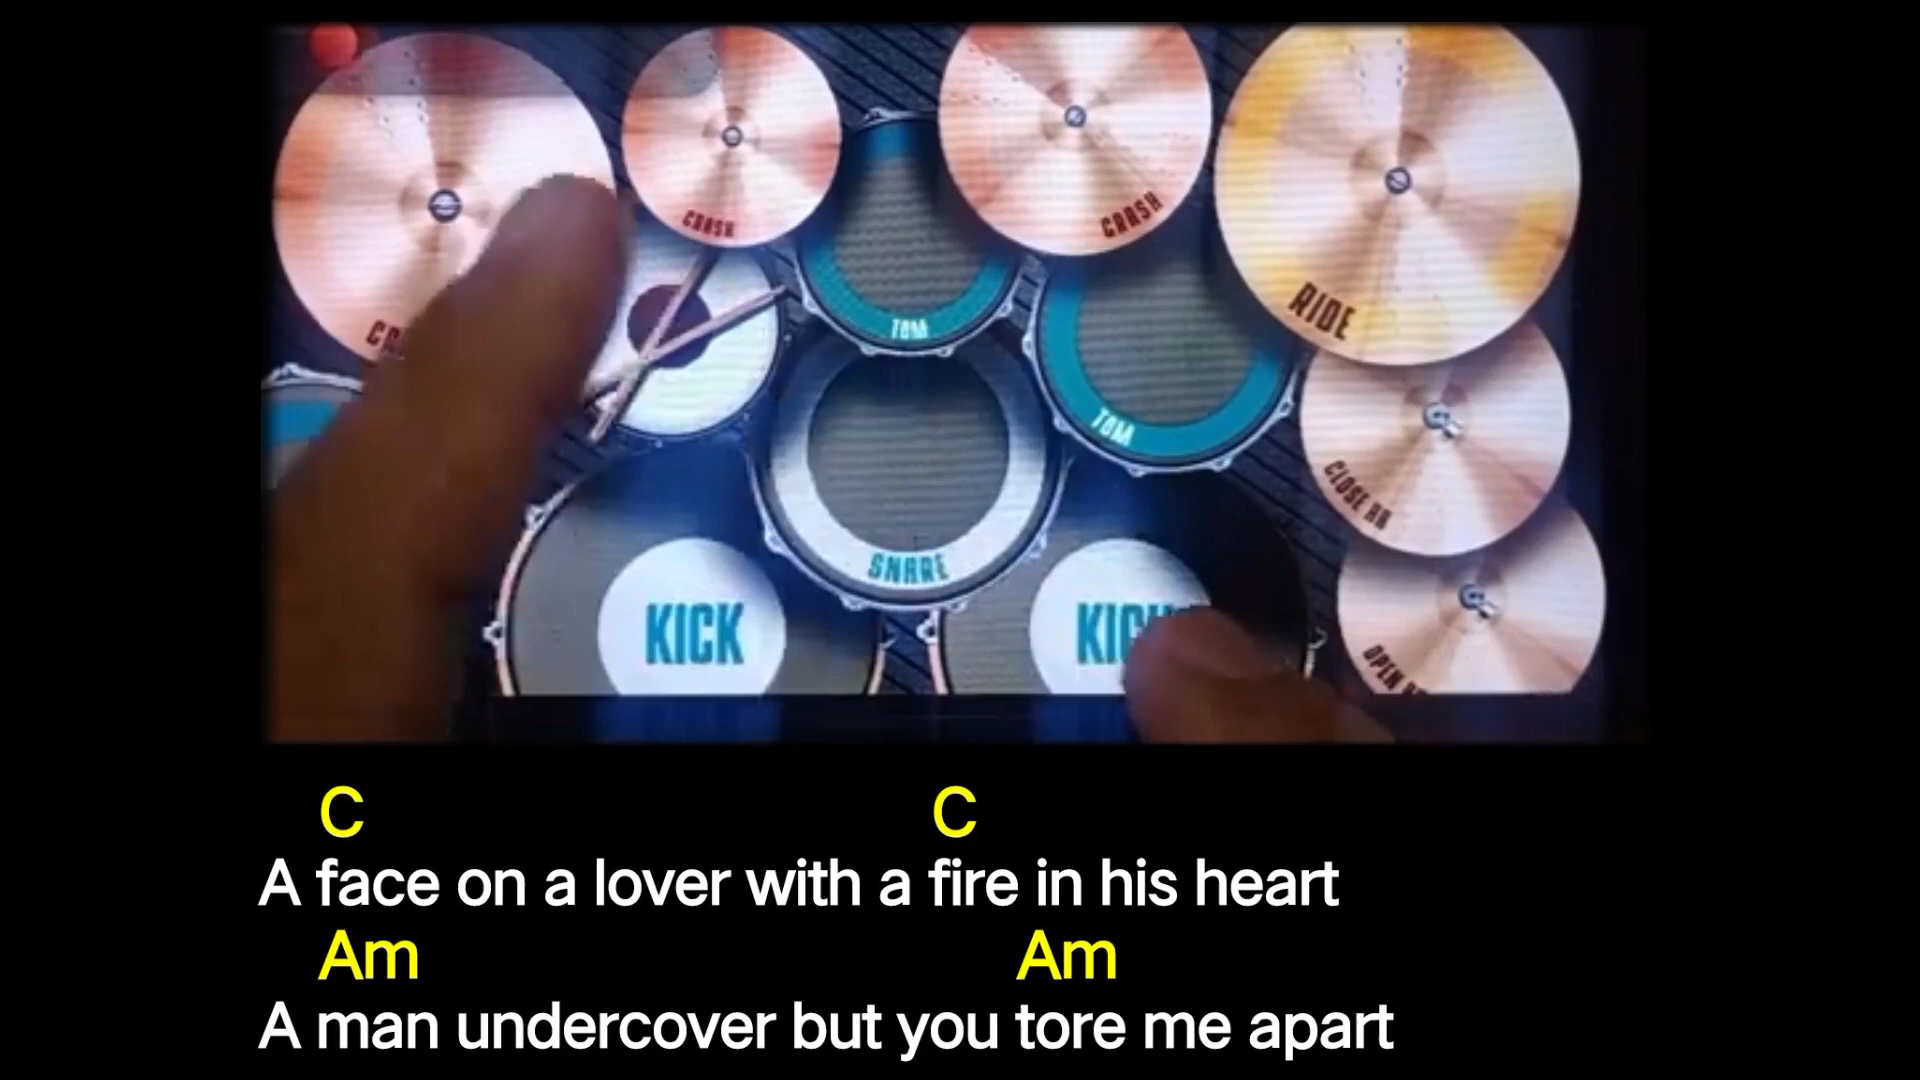 CRASH
CRASH
RIDE
TOM
TOM
CLOSE HH
SNARE
KICK
OPEN
C C
A face on a lover with a fire in his heart
Am Am
A man undercover but you tore me apart